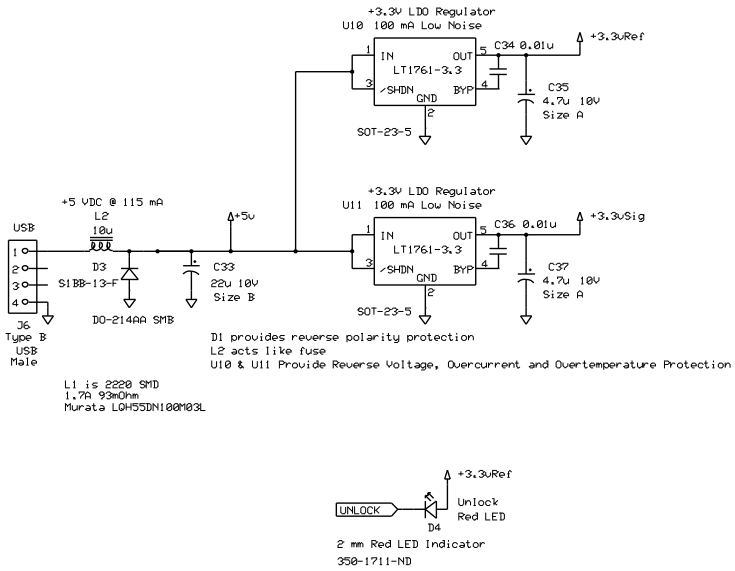 +3.3V LDO Regulator
U10 100 mA Low Noise
1 IN
OUT 5
C34 0.01u
+3.3vRef
LT1761-3.3
3 /SHDN
BYP 4
GND
2
C35
4.7u 10V
Size A
SOT-23-5
+5 VDC @ 115 mA
L2
10u
+5v
USB
1
2
3
4
D3
S1BB-13-F
C33
22u 10V
Size B
DO-214AA SMB
J6
Type B
USB
Male
+3.3V LDO Regulator
U11 100 mA Low Noise
1 IN
OUT 5
C36 0.01u
+3.3vSig
LT1761-3.3
3 /SHDN
BYP 4
GND
2
C37
4.7u 10V
Size A
SOT-23-5
D1 provides reverse polarity protection
L2 acts like fuse
U10 & U11 Provide Reverse Voltage, Overcurrent and Overtemperature Protection
L1 is 2220 SMD
1.7A 93mOhm
Murata LQH55DN100M03L
+3.3vRef
UNLOCK
D4
Unlock
Red LED
2 mm Red LED Indicator
350-1711-ND